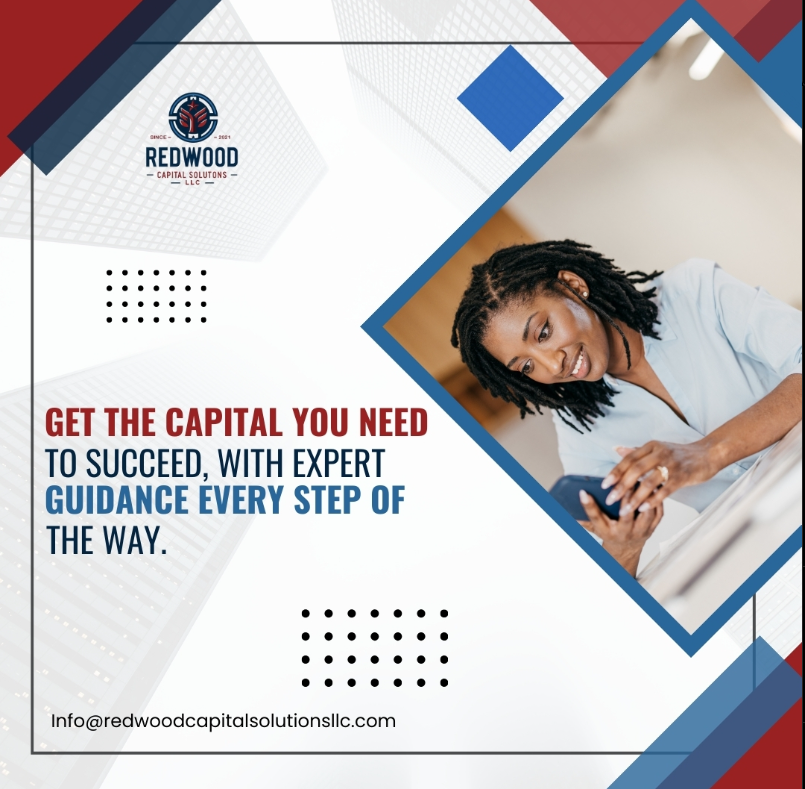 SINCE - - 2021
REDWOOD
CAPITAL SOLUTONS
LLC
GET THE CAPITAL YOU NEED
TO SUCCEED, WITH EXPERT
GUIDANCE EVERY STEP OF
THE WAY.
Info@redwoodcapitalsolutionsllc.com